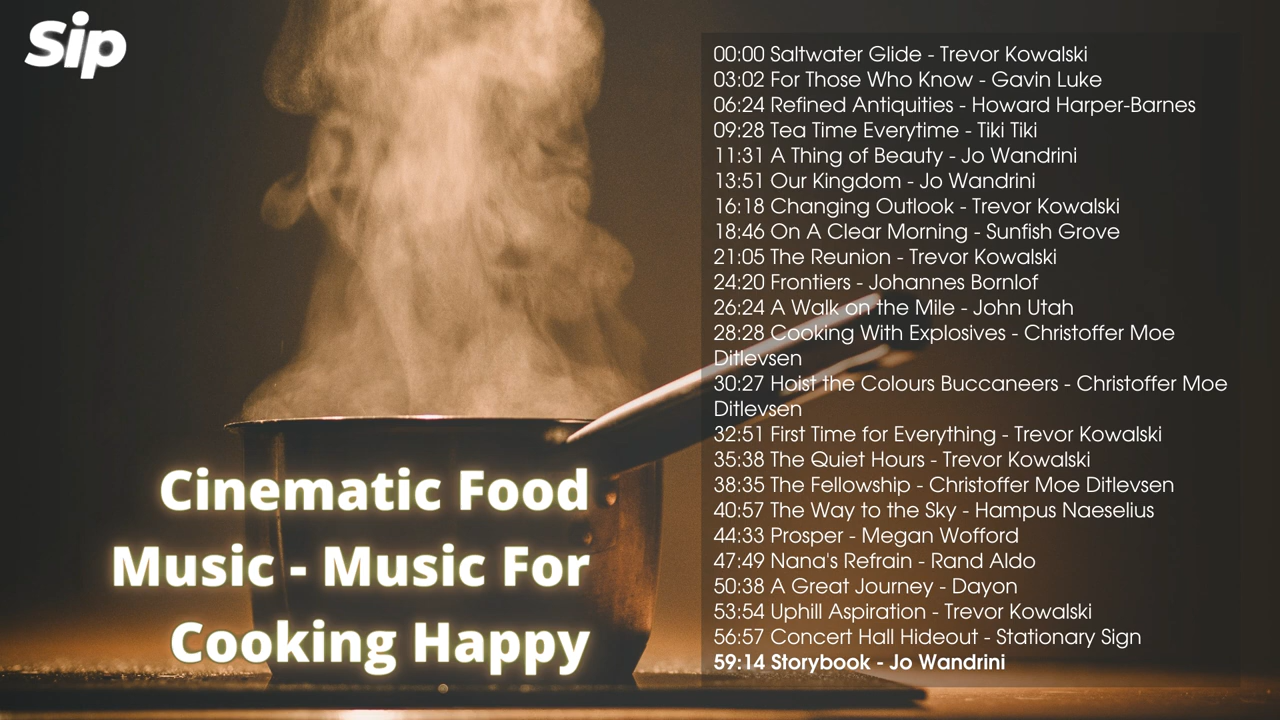 Sip
Cinematic Food
Music - Music For
Cooking Happy
00:00 Saltwater Glide - Trevor Kowalski
03:02 For Those Who Know - Gavin Luke
06:24 Refined Antiquities - Howard Harper-Barnes
09:28 Tea Time Everytime - Tiki Tiki
11:31 A Thing of Beauty - Jo Wandrini
13:51 Our Kingdom - Jo Wandrini
16:18 Changing Outlook - Trevor Kowalski
18:46 On A Clear Morning - Sunfish Grove
21:05 The Reunion - Trevor Kowalski
24:20 Frontiers - Johannes Bornlof
26:24 A Walk on the Mile - John Utah
28:28 Cooking With Explosives - Christoffer Moe
Ditlevsen
30:27 Hoist the Colours Buccaneers - Christoffer Moe
Ditlevsen
32:51 First Time for Everything - Trevor Kowalski
35:38 The Quiet Hours - Trevor Kowalski
38:35 The Fellowship - Christoffer Moe Ditlevsen
40:57 The Way to the Sky - Hampus Naeselius
44:33 Prosper - Megan Wofford
47:49 Nana's Refrain - Rand Aldo
50:38 A Great Journey - Dayon
53:54 Uphill Aspiration - Trevor Kowalski
56:57 Concert Hall Hideout - Stationary Sign
59:14 Storybook - Jo Wandrini